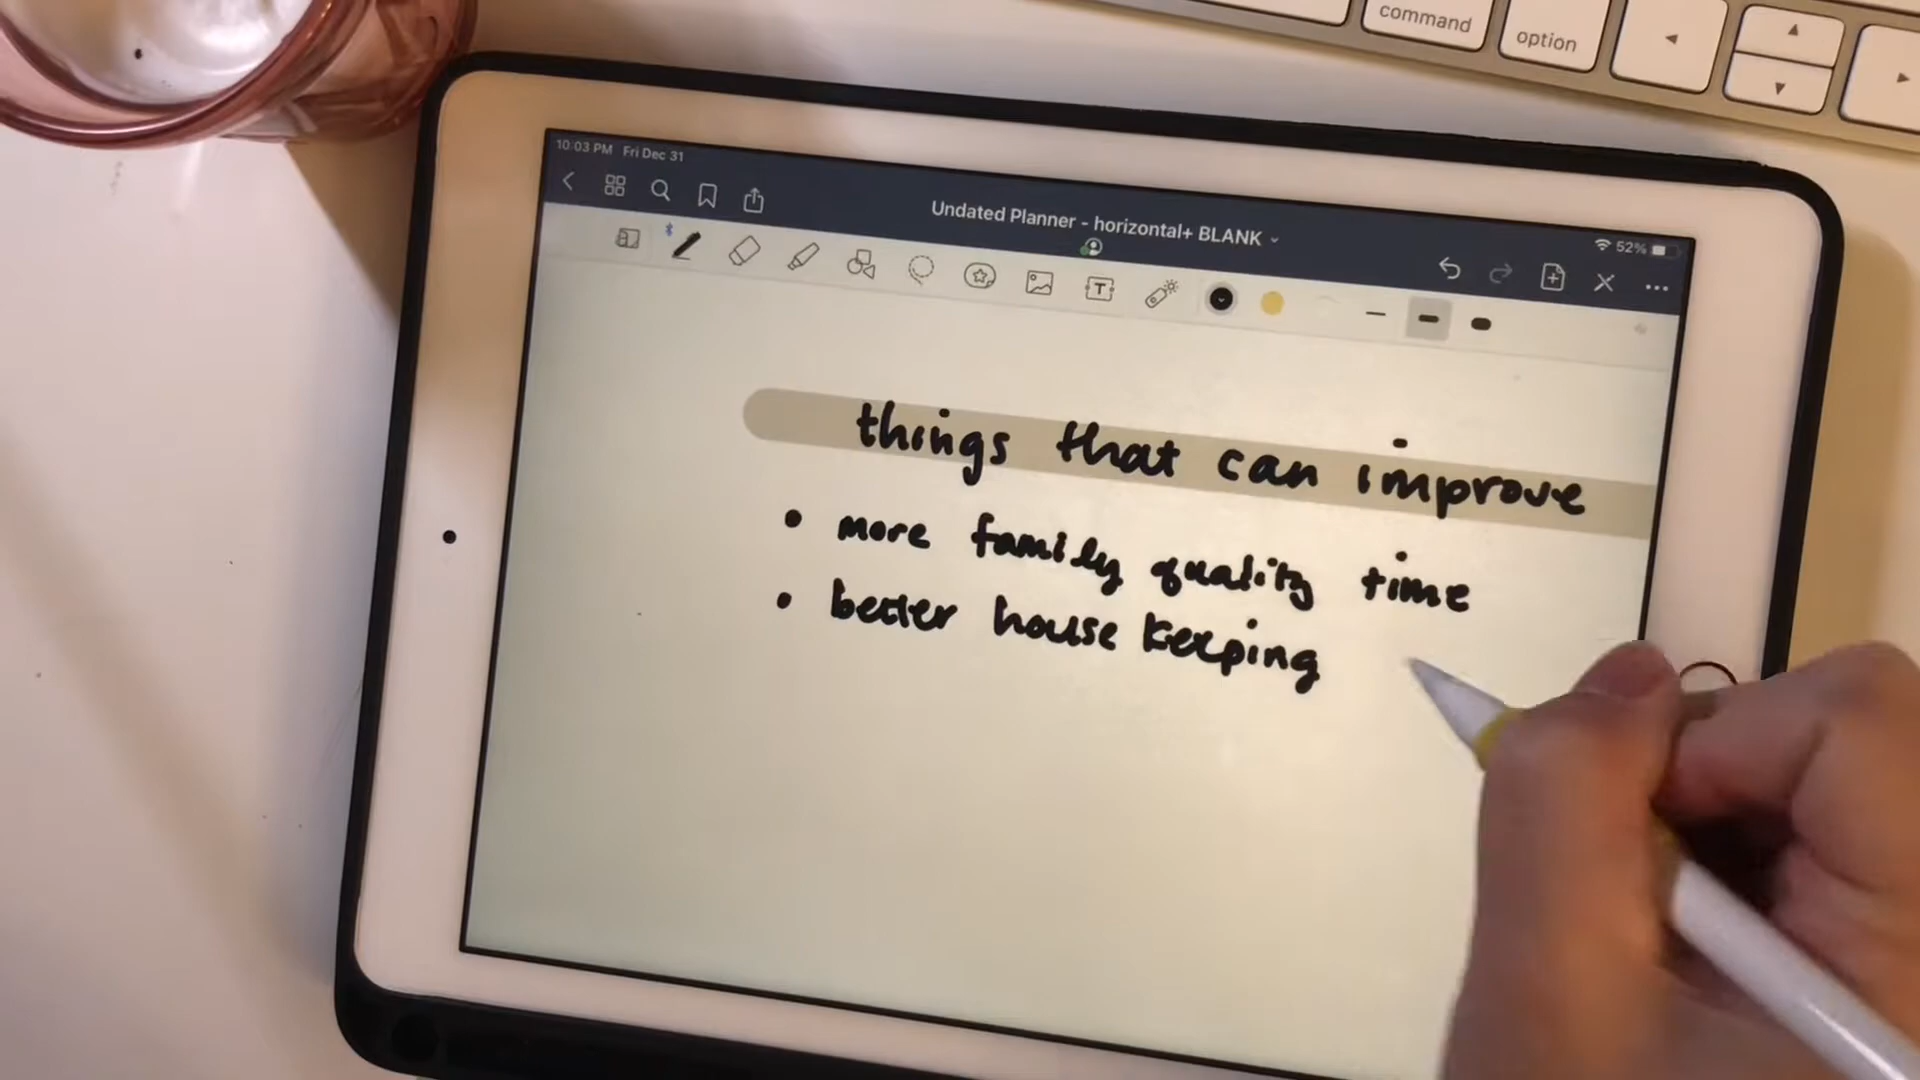 command
option
10:03 PM Fri Dec 31
Undated Planner - horizontal+ BLANK
52%
T
things that can improve
• more family quality time
• better house keeping